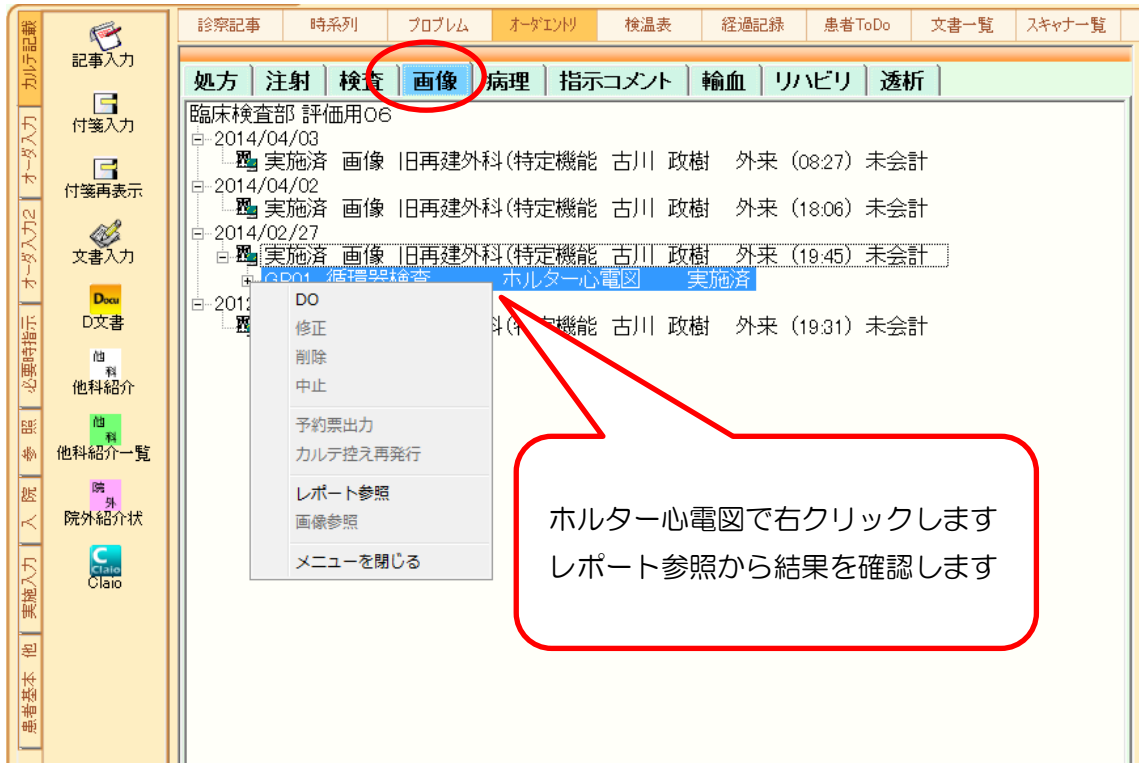 診察記事 時系列 プロブレム オーダエントリ 検温表 経過記録 患者ToDo 文書一覧 スキャナー一覧
カルテ記載
オーダ入力
オーダ入力2
必要時指示
参 照
入 院
実施入力
他
患者基本
記事入力
付箋入力
付箋再表示
文書入力
Docu
D文書
他
科
他科紹介
他
科
他科紹介一覧
院
外
院外紹介状
C
Claio
Claio
処方 注射 検査 画像 病理 指示コメント 輸血 リハビリ 透析
臨床検査部 評価用06
2014/04/03
実施済 画像 旧再建外科(特定機能 古川 政樹 外来 (08:27) 未会計
2014/04/02
実施済 画像 旧再建外科(特定機能 古川 政樹 外来 (18:06) 未会計
2014/02/27
実施済 画像 旧再建外科(特定機能 古川 政樹 外来 (19:45) 未会計
GP01 循環器検査 ホルター心電図 実施済
201
(特定機能 古川 政樹 外来 (19:31) 未会計
DO
修正
削除
中止
予約票出力
カルテ控え再発行
レポート参照
画像参照
メニューを閉じる
ホルター心電図で右クリックします
レポート参照から結果を確認します